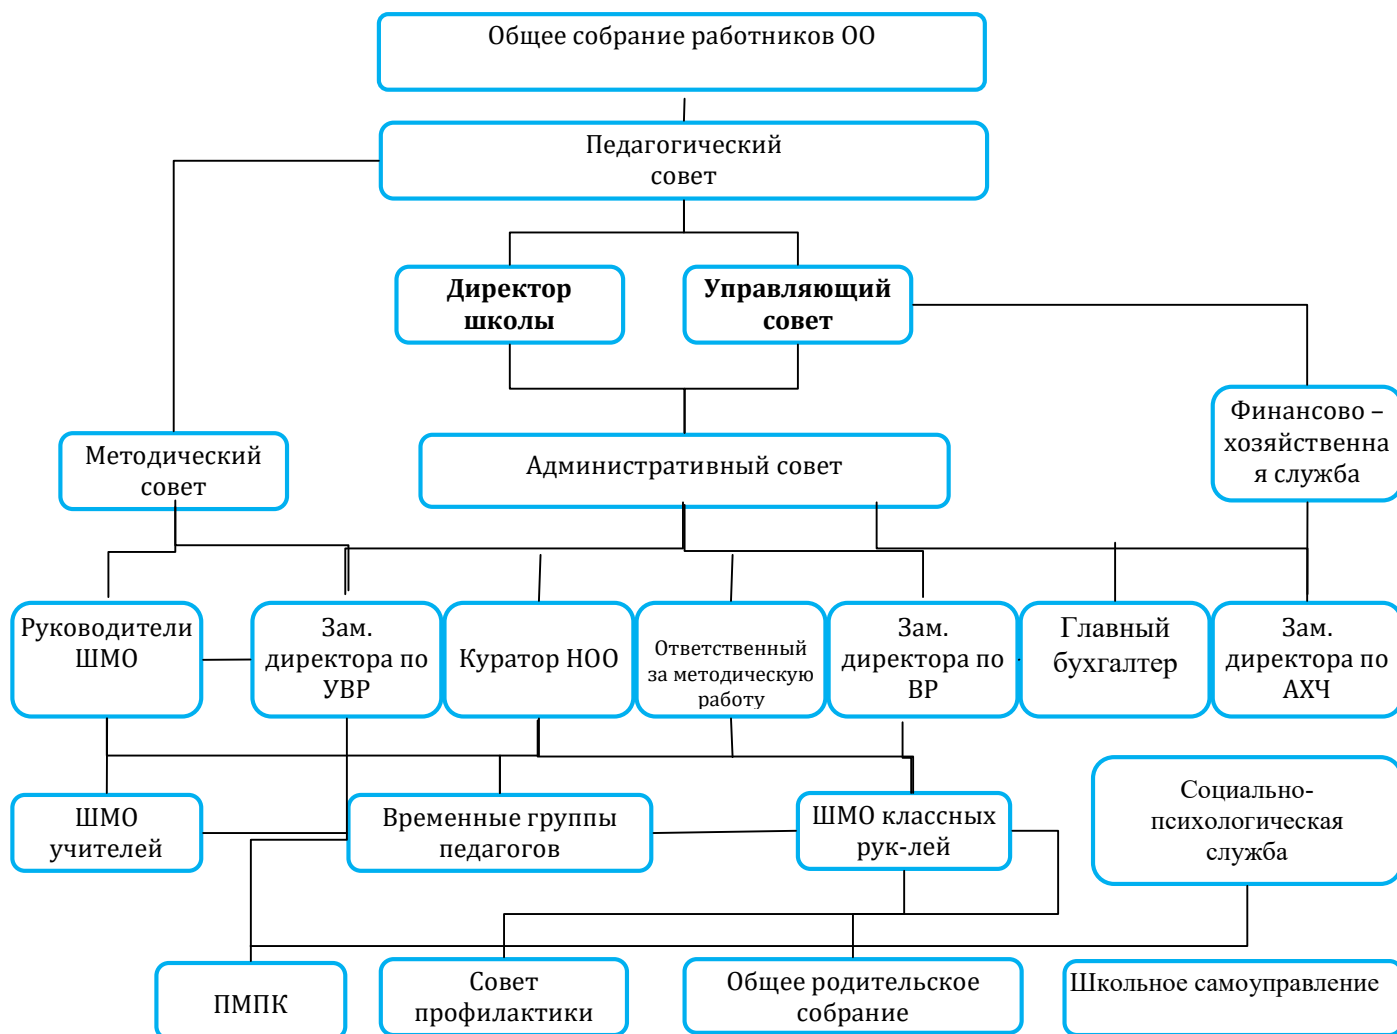 Общее собрание работников ОО
Педагогический
совет
Директор
школы
Управляющий
совет
Финансово –
хозяйственна
я служба
Методический
совет
Административный совет
Руководители
ШМО
Зам.
директора по
УВР
Куратор НОО
Ответственный
за методическую
работу
Зам.
директора по
ВР
Главный
бухгалтер
Зам.
директора по
АХЧ
ШМО
учителей
Временные группы
педагогов
ШМО классных
рук-лей
Социально-
психологическая
служба
ПМПК
Совет
профилактики
Общее родительское
собрание
Школьное самоуправление